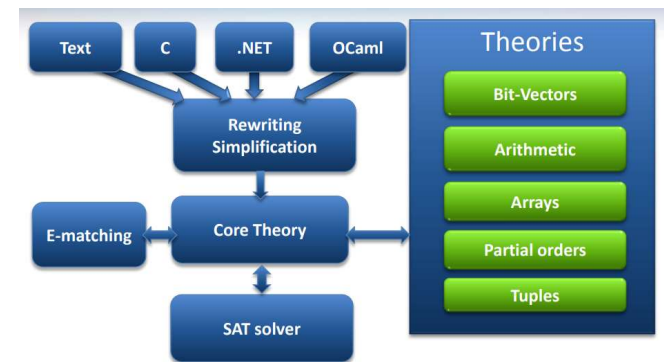 Text
C
.NET
OCaml
Rewriting
Simplification
E-matching
Core Theory
SAT solver
Theories
Bit-Vectors
Arithmetic
Arrays
Partial orders
Tuples